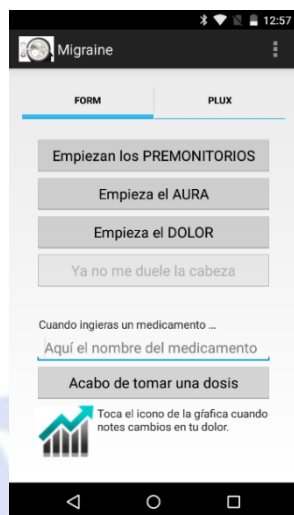 12:57
Migraine
FORM PLUX
Empiezan los PREMONITORIOS
Empieza el AURA
Empieza el DOLOR
Ya no me duele la cabeza
Cuando ingieras un medicamento ...
Aquí el nombre del medicamento
Acabo de tomar una dosis
Toca el icono de la gŕafica cuando
notes cambios en tu dolor.